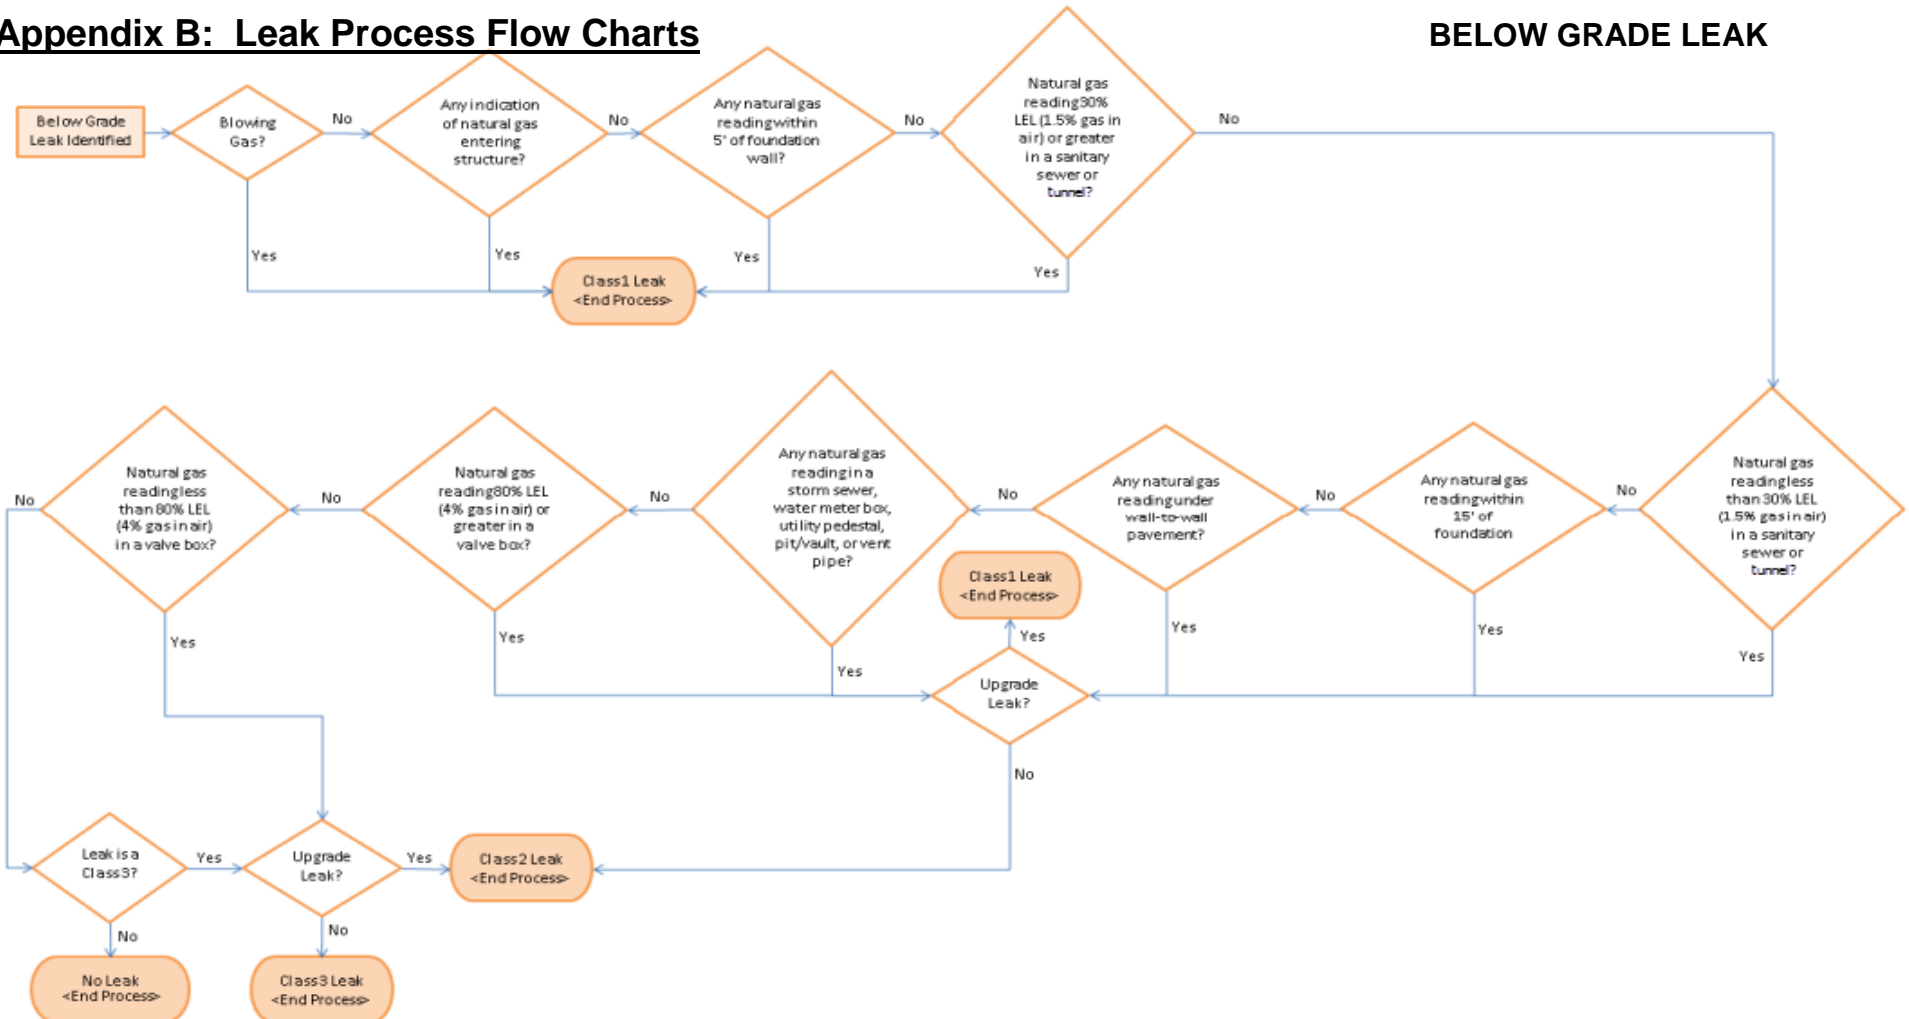 Appendix B: Leak Process Flow Charts
BELOW GRADE LEAK
Below Grade
Leak Identified
Blowing
Gas?
No
Any indication
of natural gas
entering
structure?
No
Any natural gas
reading within
5' of foundation
wall?
No
Natural gas
reading 30%
LEL (1.5% gas in
air) or greater
in a sanitary
sewer or
tunnel?
No
Yes
Yes
Yes
Yes
Class1 Leak
<End Process>
Natural gas
reading less
than 30% LEL
(1.5% gas in air)
in a sanitary
sewer or
tunnel?
No
Any natural gas
reading within
15' of
foundation
No
Any natural gas
reading under
wall-to-wall
pavement?
No
Any natural gas
reading in a
storm sewer,
water meter box,
utility pedestal,
pit/vault, or vent
pipe?
No
Natural gas
reading 80% LEL
(4% gas in air) or
greater in a
valve box?
No
Natural gas
reading less
than 80% LEL
(4% gas in air)
in a valve box?
No
Yes
Yes
Yes
Yes
Yes
Yes
Class1 Leak
<End Process>
Yes
Upgrade
Leak?
No
Leak is a
Class3?
Yes
Upgrade
Leak?
Yes
Class2 Leak
<End Process>
No
No
No Leak
<End Process>
Class3 Leak
<End Process>